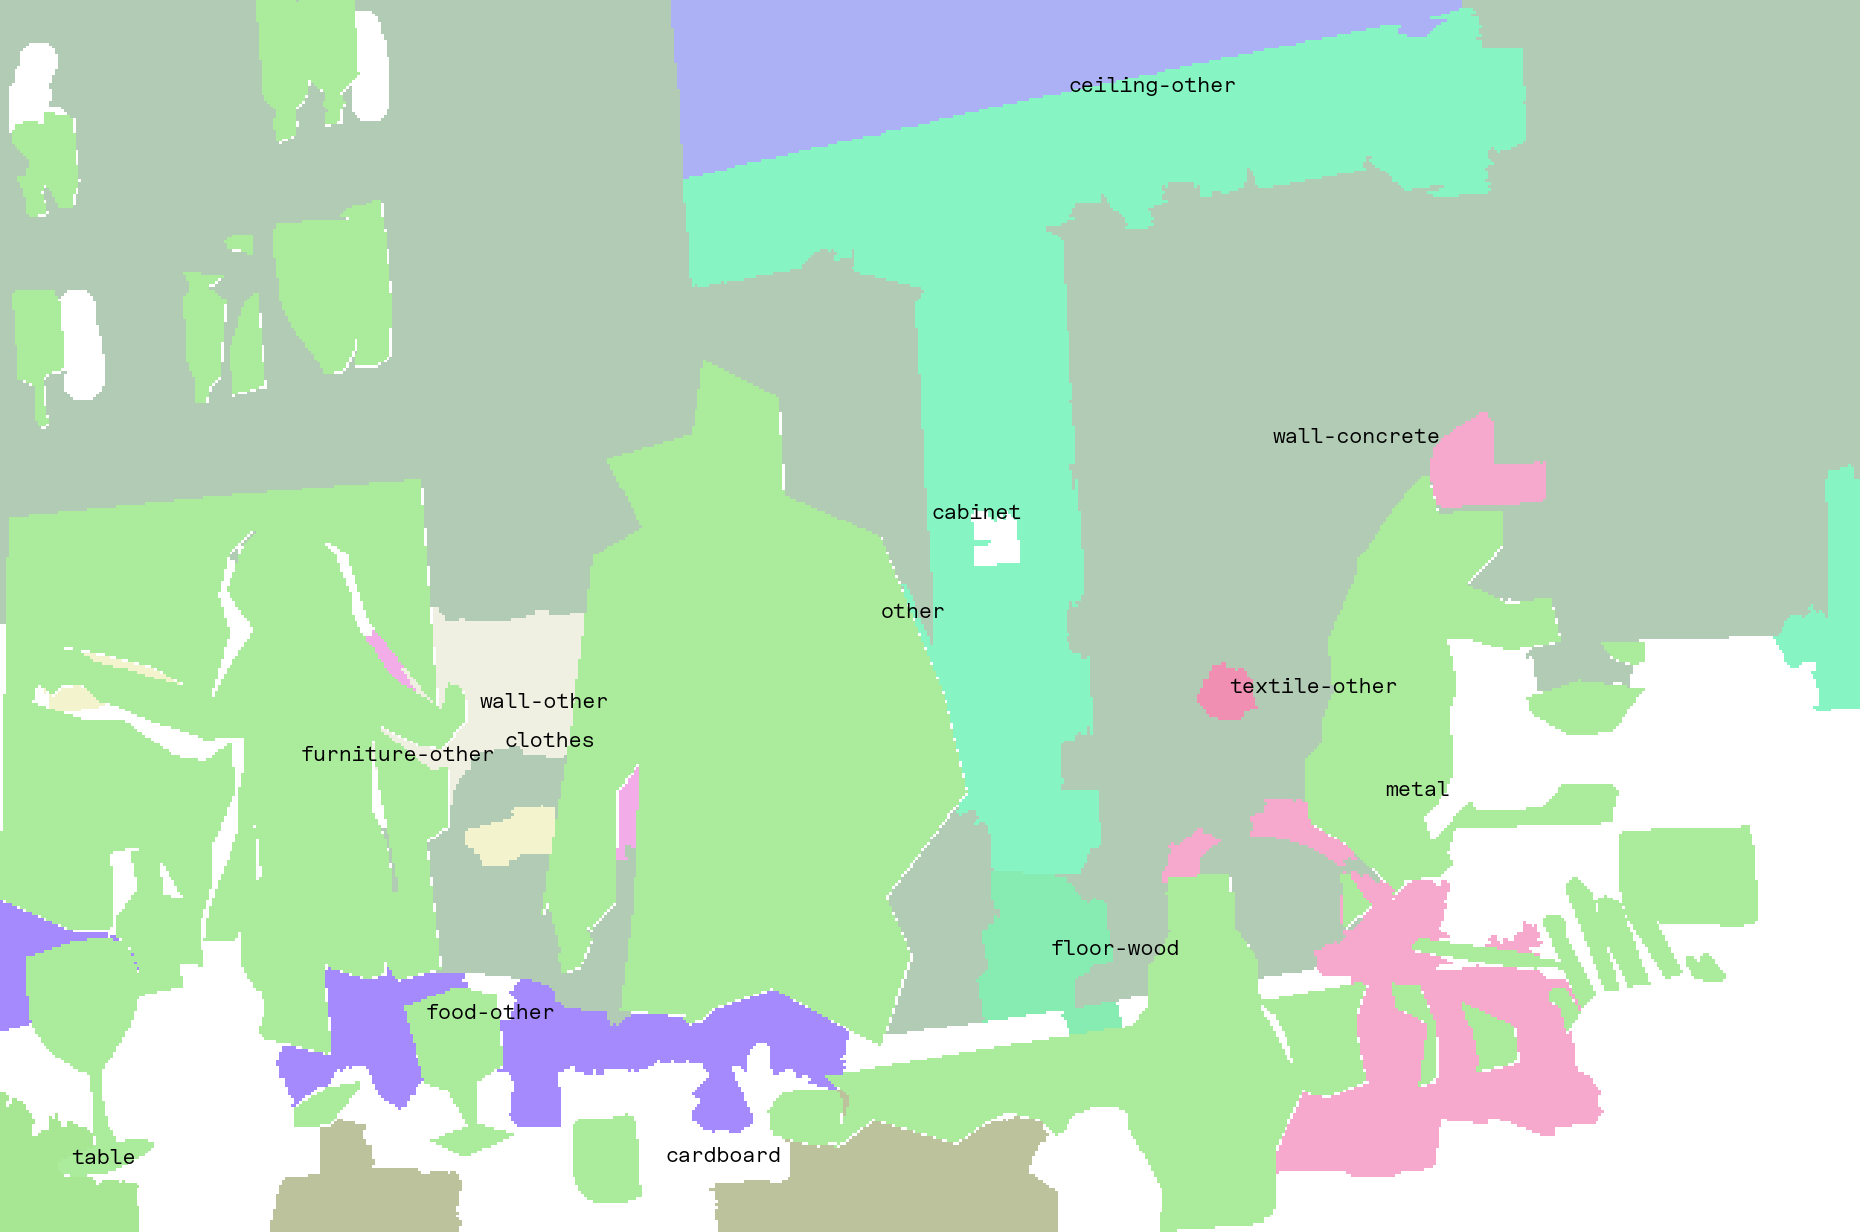 ceiling-other
wall-concrete
cabinet
other
textile-other
wall-other
clothes
furniture-other
metal
floor-wood
food-other
cardboard
table